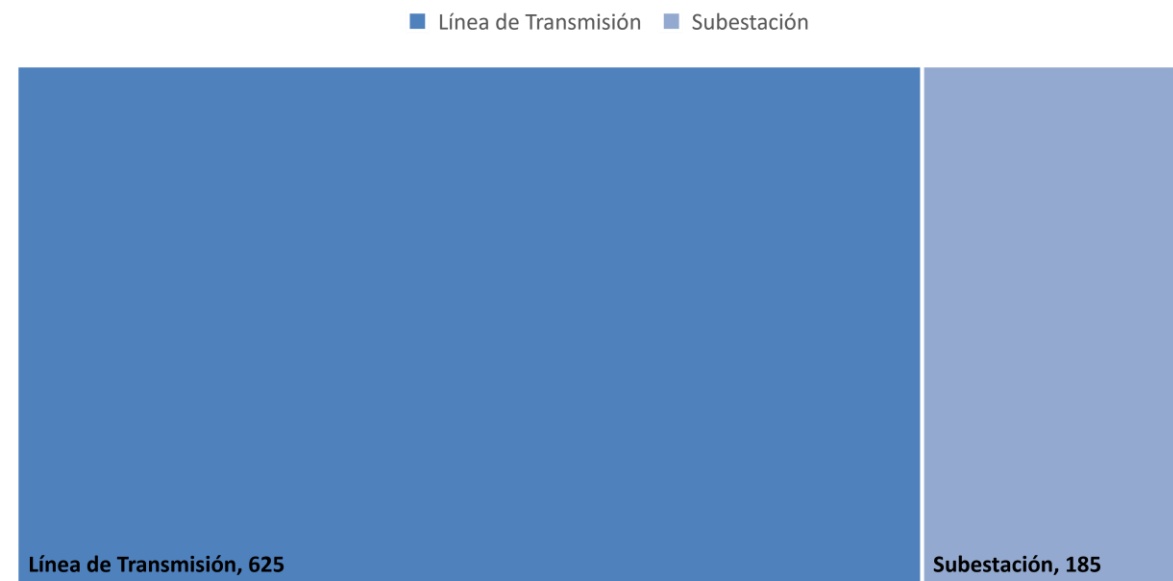 Línea de Transmisión Subestación
Línea de Transmisión, 625 Subestación, 185